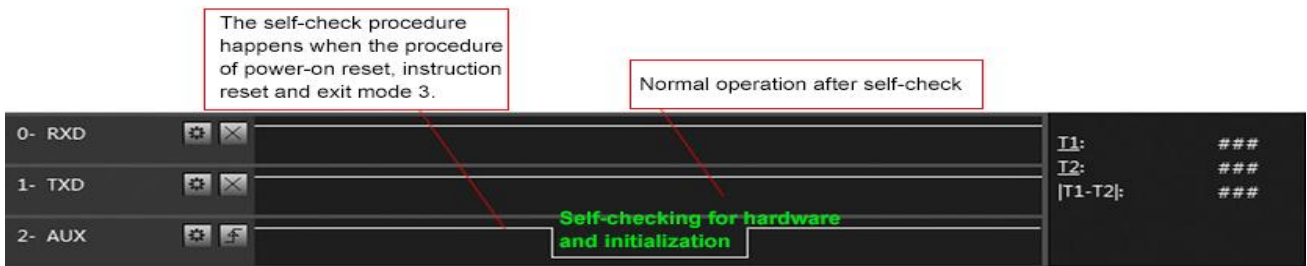 The self-check procedure
happens when the procedure
of power-on reset, instruction
reset and exit mode 3.
Normal operation after self-check
0- RXD
T1: ###
T2: ###
1- TXD
|T1-T2|: ###
Self-checking for hardware
and initialization
2- AUX